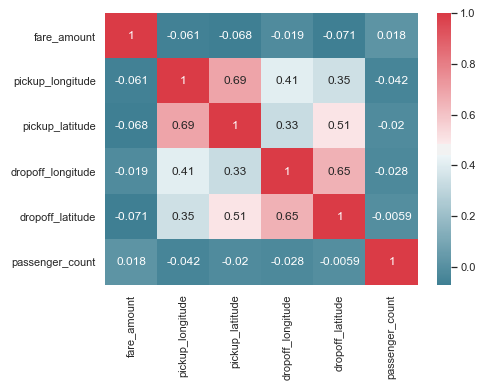 fare_amount 1 -0.061 -0.068 -0.019 -0.071 0.018
pickup_longitude -0.061 1 0.69 0.41 0.35 -0.042
pickup_latitude -0.068 0.69 1 0.33 0.51 -0.02
dropoff_longitude -0.019 0.41 0.33 1 0.65 -0.028
dropoff_latitude -0.071 0.35 0.51 0.65 1 -0.0059
passenger_count 0.018 -0.042 -0.02 -0.028 -0.0059 1
fare_amount
pickup_longitude
pickup_latitude
dropoff_longitude
dropoff_latitude
passenger_count
1.0
0.8
0.6
0.4
0.2
0.0